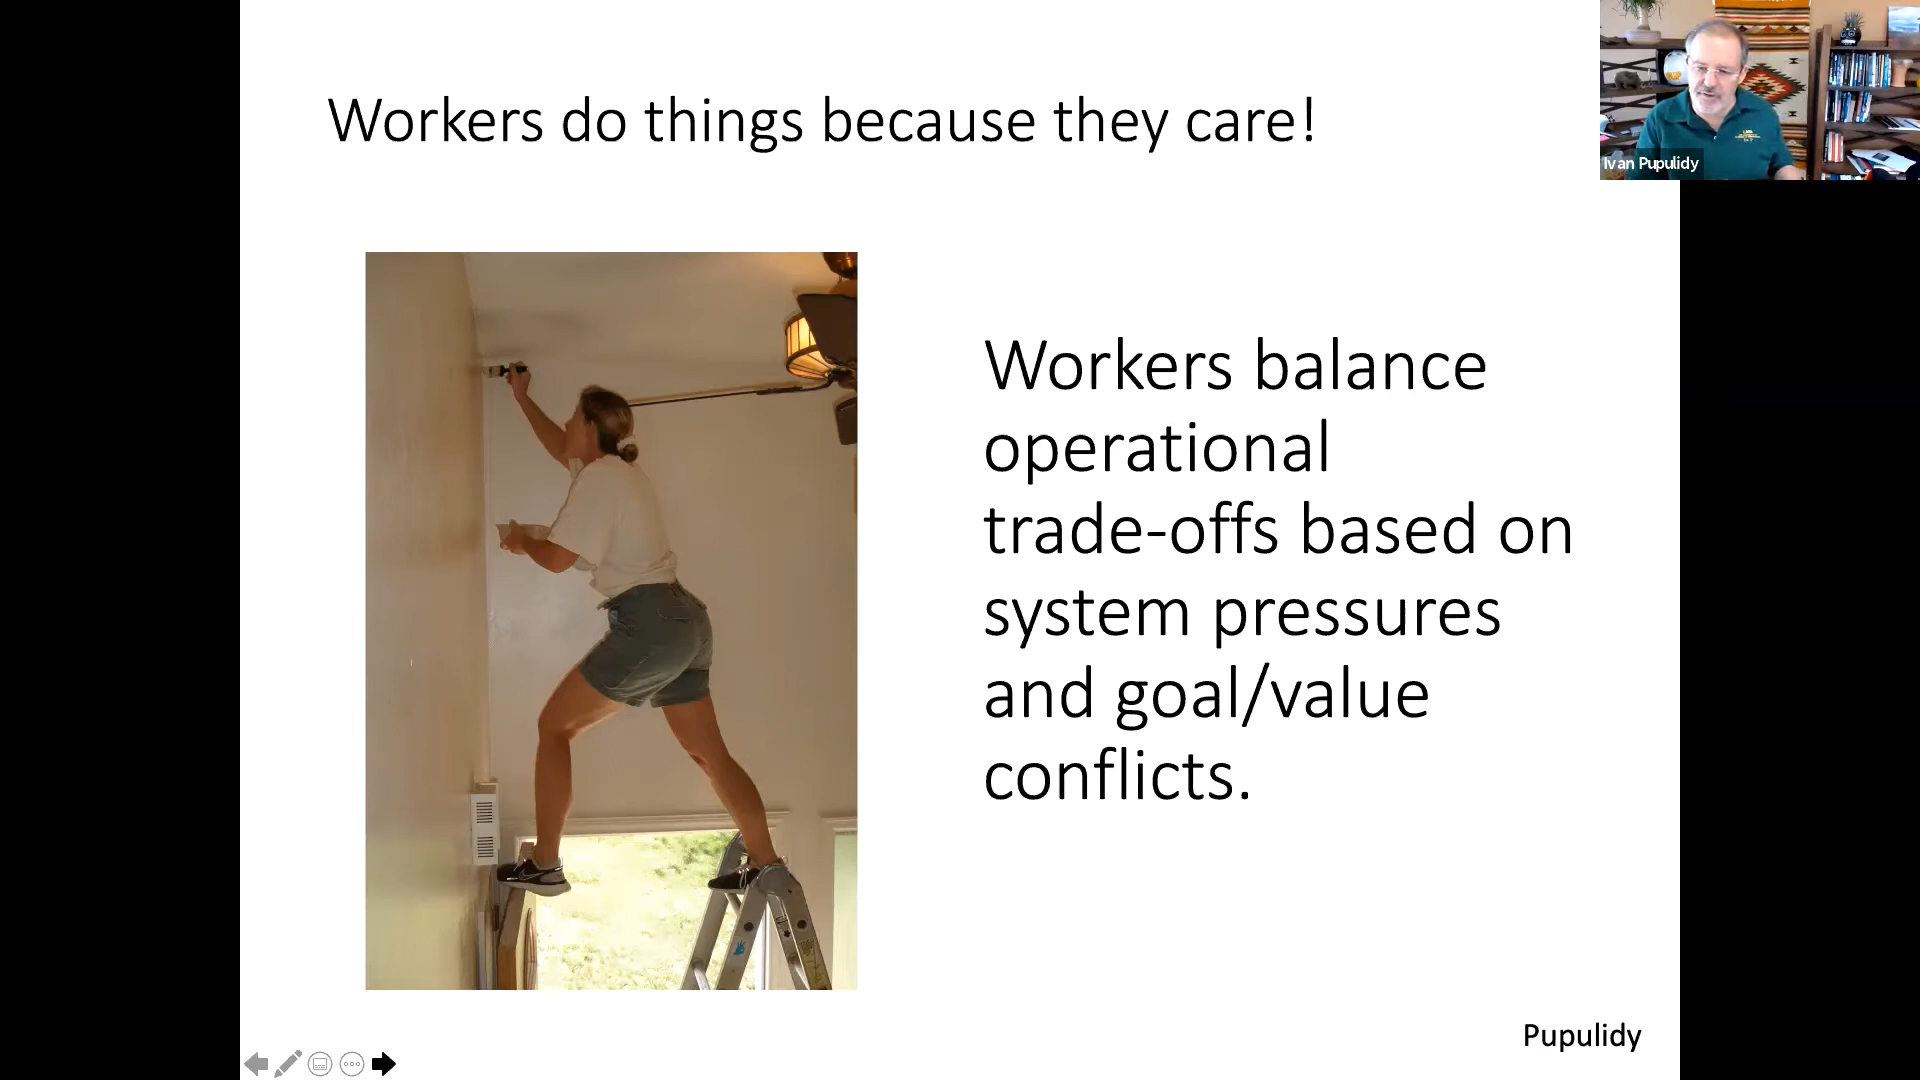 Workers do things because they care!
Ivan Pupulidy
Workers balance
operational
trade-offs based on
system pressures
and goal/value
conflicts.
Pupulidy